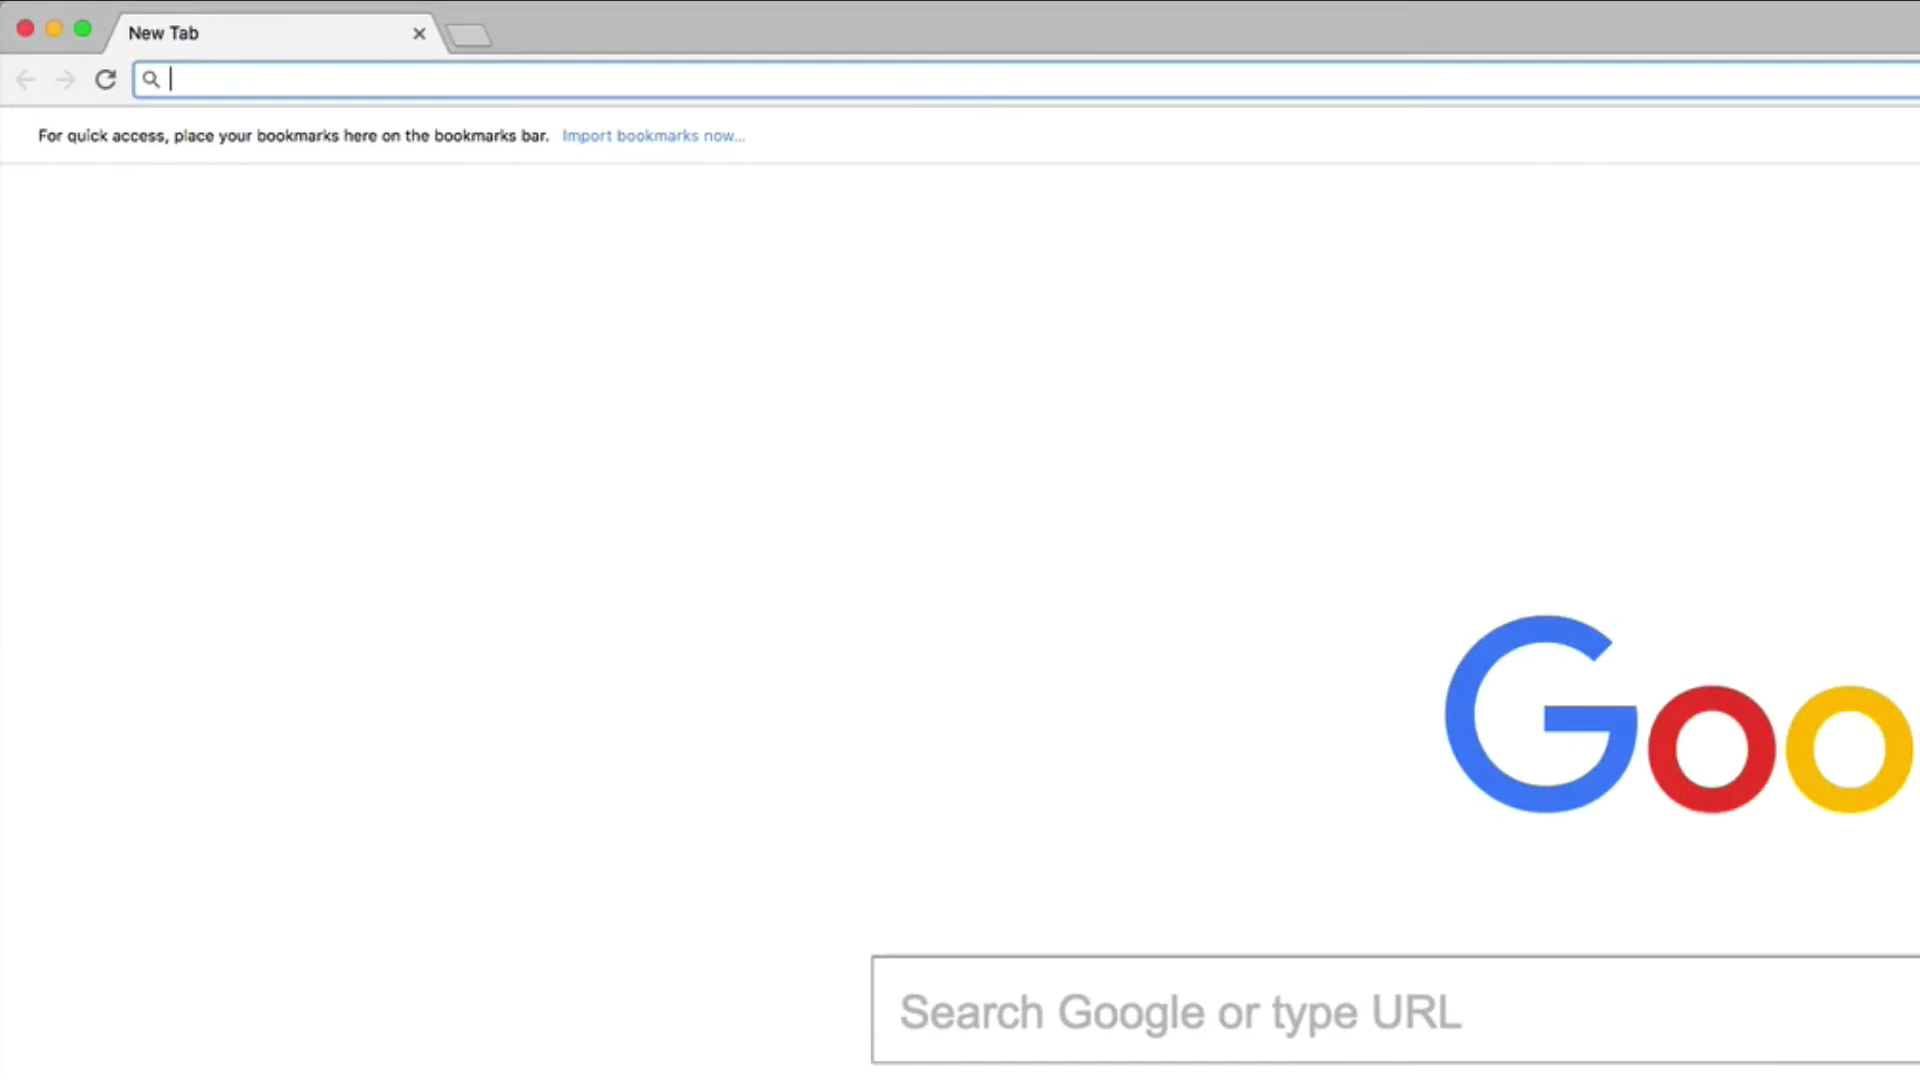 New Tab
For quick access, place your bookmarks here on the bookmarks bar. Import bookmarks now...
Goo
Search Google or type URL